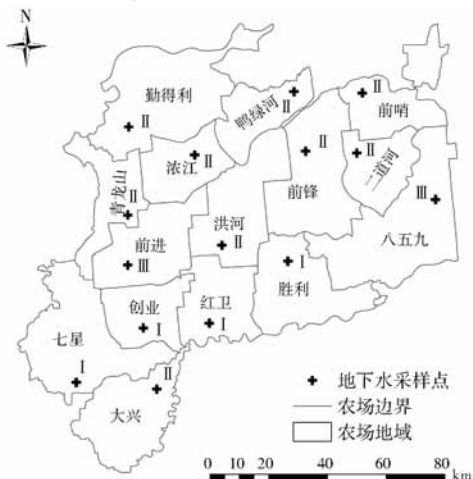 N
勤得利
II
鸭绿河
II
II
前哨
浓江
II
II
前锋
II
二道河
青龙山
II
洪河
II
III
八五九
前进
III
I
胜利
创业
I
红卫
I
七星
I
II
大兴
地下水采样点
农场边界
农场地域
0 20 40 60 80
km